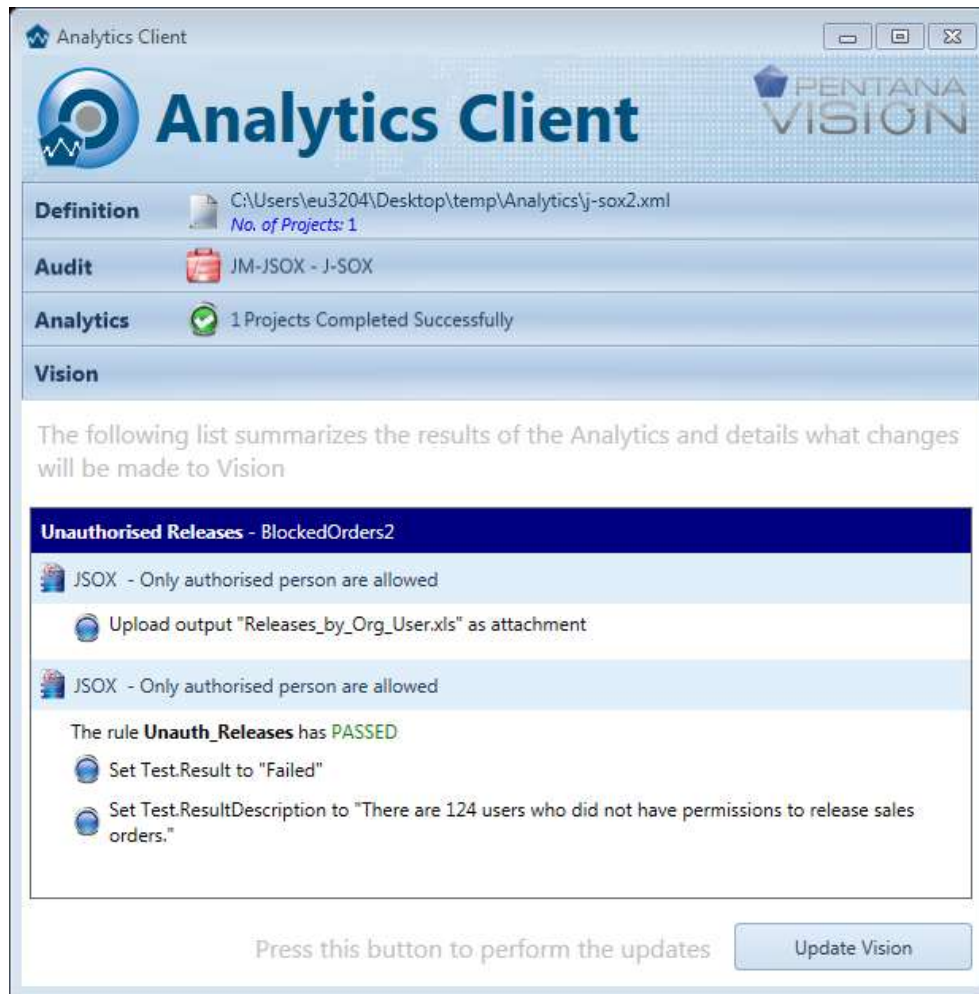 Analytics Client
Analytics Client
PENTANA
VISION
Definition
C:\Users\eu3204\Desktop\temp\Analytics\j-sox2.xml
No. of Projects: 1
Audit
JM-JSOX - J-SOX
Analytics
1 Projects Completed Successfully
Vision
The following list summarizes the results of the Analytics and details what changes
will be made to Vision
Unauthorised Releases - BlockedOrders2
JSOX - Only authorised person are allowed
Upload output "Releases_by_Org_User.xls" as attachment
JSOX - Only authorised person are allowed
The rule Unauth_Releases has PASSED
Set Test.Result to "Failed"
Set Test.ResultDescription to "There are 124 users who did not have permissions to release sales
orders."
Press this button to perform the updates
Update Vision